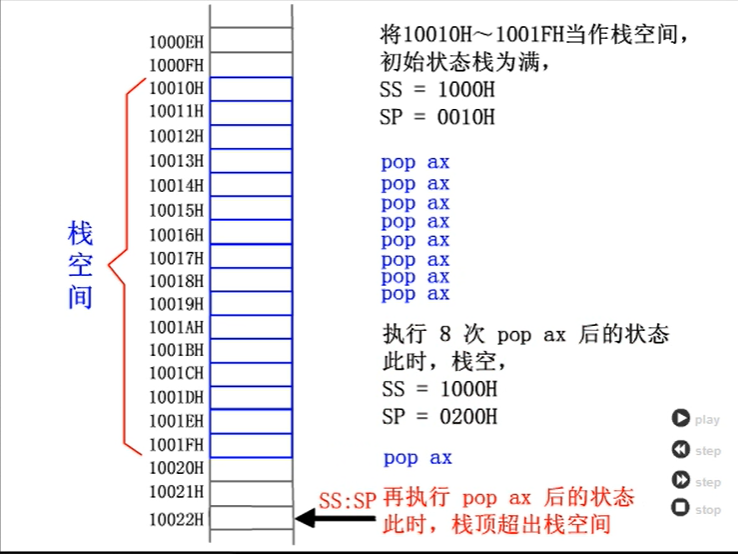 1000EH
1000FH
10010H
10011H
10012H
10013H
10014H
10015H
10016H
10017H
10018H
10019H
1001AH
1001BH
1001CH
1001DH
1001EH
1001FH
10020H
10021H
10022H
栈空间
SS:SP
将10010H～1001FH当作栈空间，
初始状态栈为满，
SS = 1000H
SP = 0010H
pop ax
pop ax
pop ax
pop ax
pop ax
pop ax
pop ax
pop ax
执行 8 次 pop ax 后的状态
此时，栈空，
SS = 1000H
SP = 0200H
pop ax
再执行 pop ax 后的状态
此时，栈顶超出栈空间
play
step
step
stop